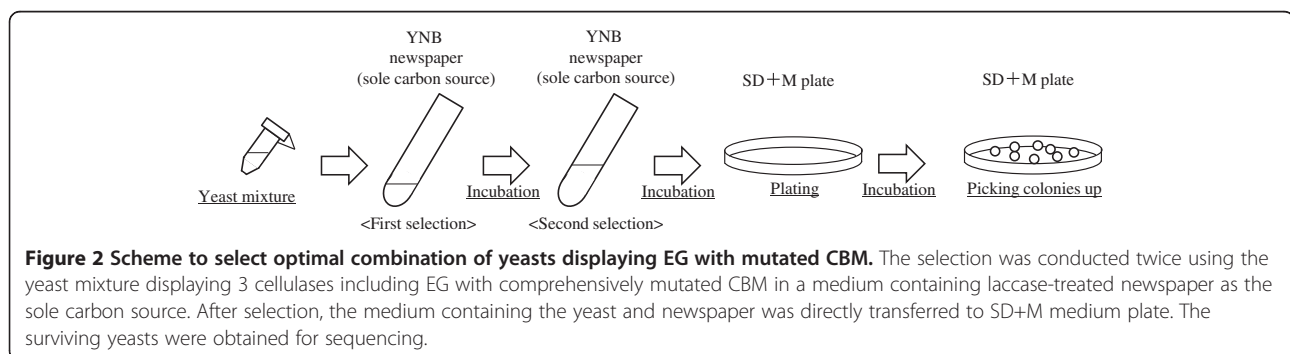 YNB
newspaper
(sole carbon source)
YNB
newspaper
(sole carbon source)
SD+M plate
SD+M plate
Yeast mixture
Incubation
Incubation
Plating
Incubation
Picking colonies up
<First selection>
<Second selection>
Figure 2 Scheme to select optimal combination of yeasts displaying EG with mutated CBM. The selection was conducted twice using the
yeast mixture displaying 3 cellulases including EG with comprehensively mutated CBM in a medium containing laccase-treated newspaper as the
sole carbon source. After selection, the medium containing the yeast and newspaper was directly transferred to SD+M medium plate. The
surviving yeasts were obtained for sequencing.